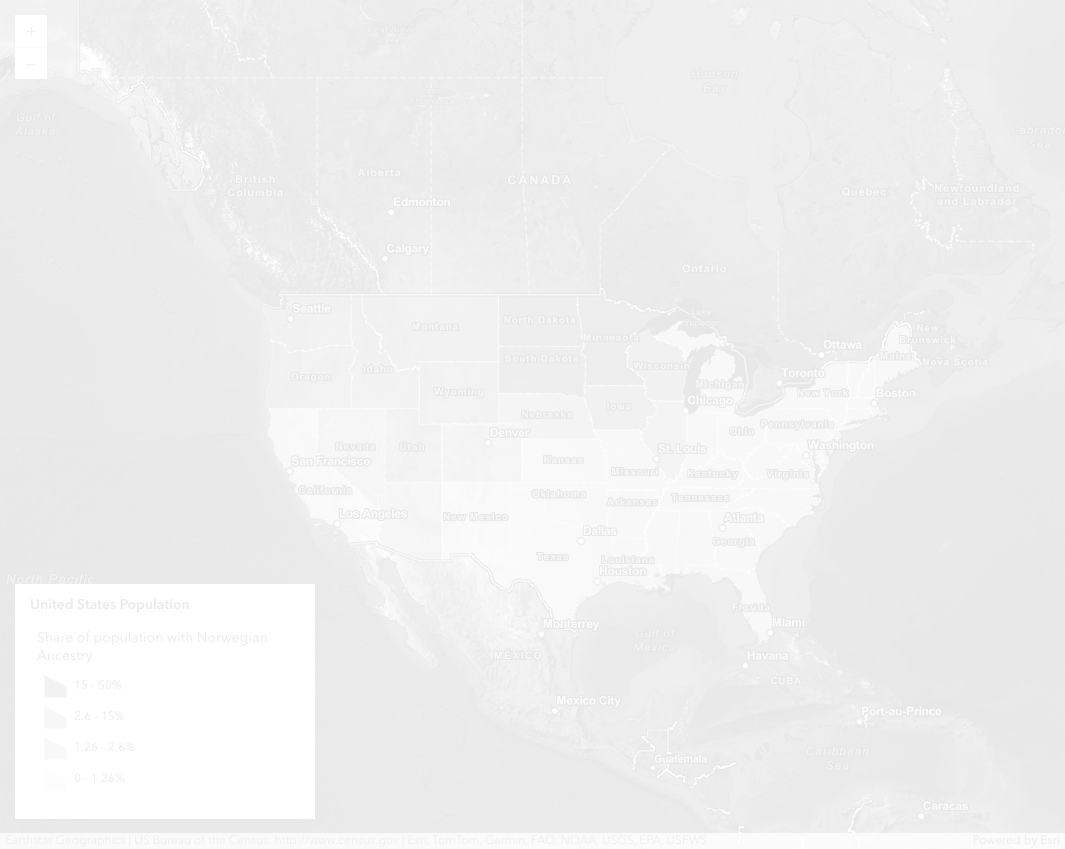 +
Hudson
Bay
Gulf of
Alaska
Labrador
Sea
Alberta
CANADA
British
Columbia
Québec
Newfoundland
and Labrador
Edmonton
Calgary
Ontario
Seattle
Montana
North Dakota
Minnesota
Lake
New
Brunswick
Ottawa
Maine
Nova Scotia
South Dakota
Wisconsin
Toronto
Oregon
Idaho
Michigan
Wyoming
New York
Boston
Chicago
Iowa
Nebraska
Pennsylvania
Ohio
Denver
Nevada
Utah
St. Louis
Washington
San Francisco
Kansas
Missouri
Kentucky
Virginia
California
Oklahoma
Arkansas
Tennessee
Los Angeles
New Mexico
Atlanta
Dallas
Georgia
Texas
Louisiana
Houston
North Pacific
Florida
Monterrey
Miami
Gulf of
Mexico
MÉXICO
Havana
CUBA
Mexico City
Port-au-Prince
Caribbean
Sea
Guatemala
Caracas
United States Population
Share of population with Norwegian
Ancestry
15 - 50%
2.6 - 15%
1.26 - 2.6%
0 - 1.26%
Earthstar Geographics | US Bureau of the Census: http://www.census.gov | Esri, TomTom, Garmin, FAO, NOAA, USGS, EPA, USFWS
Powered by Esri